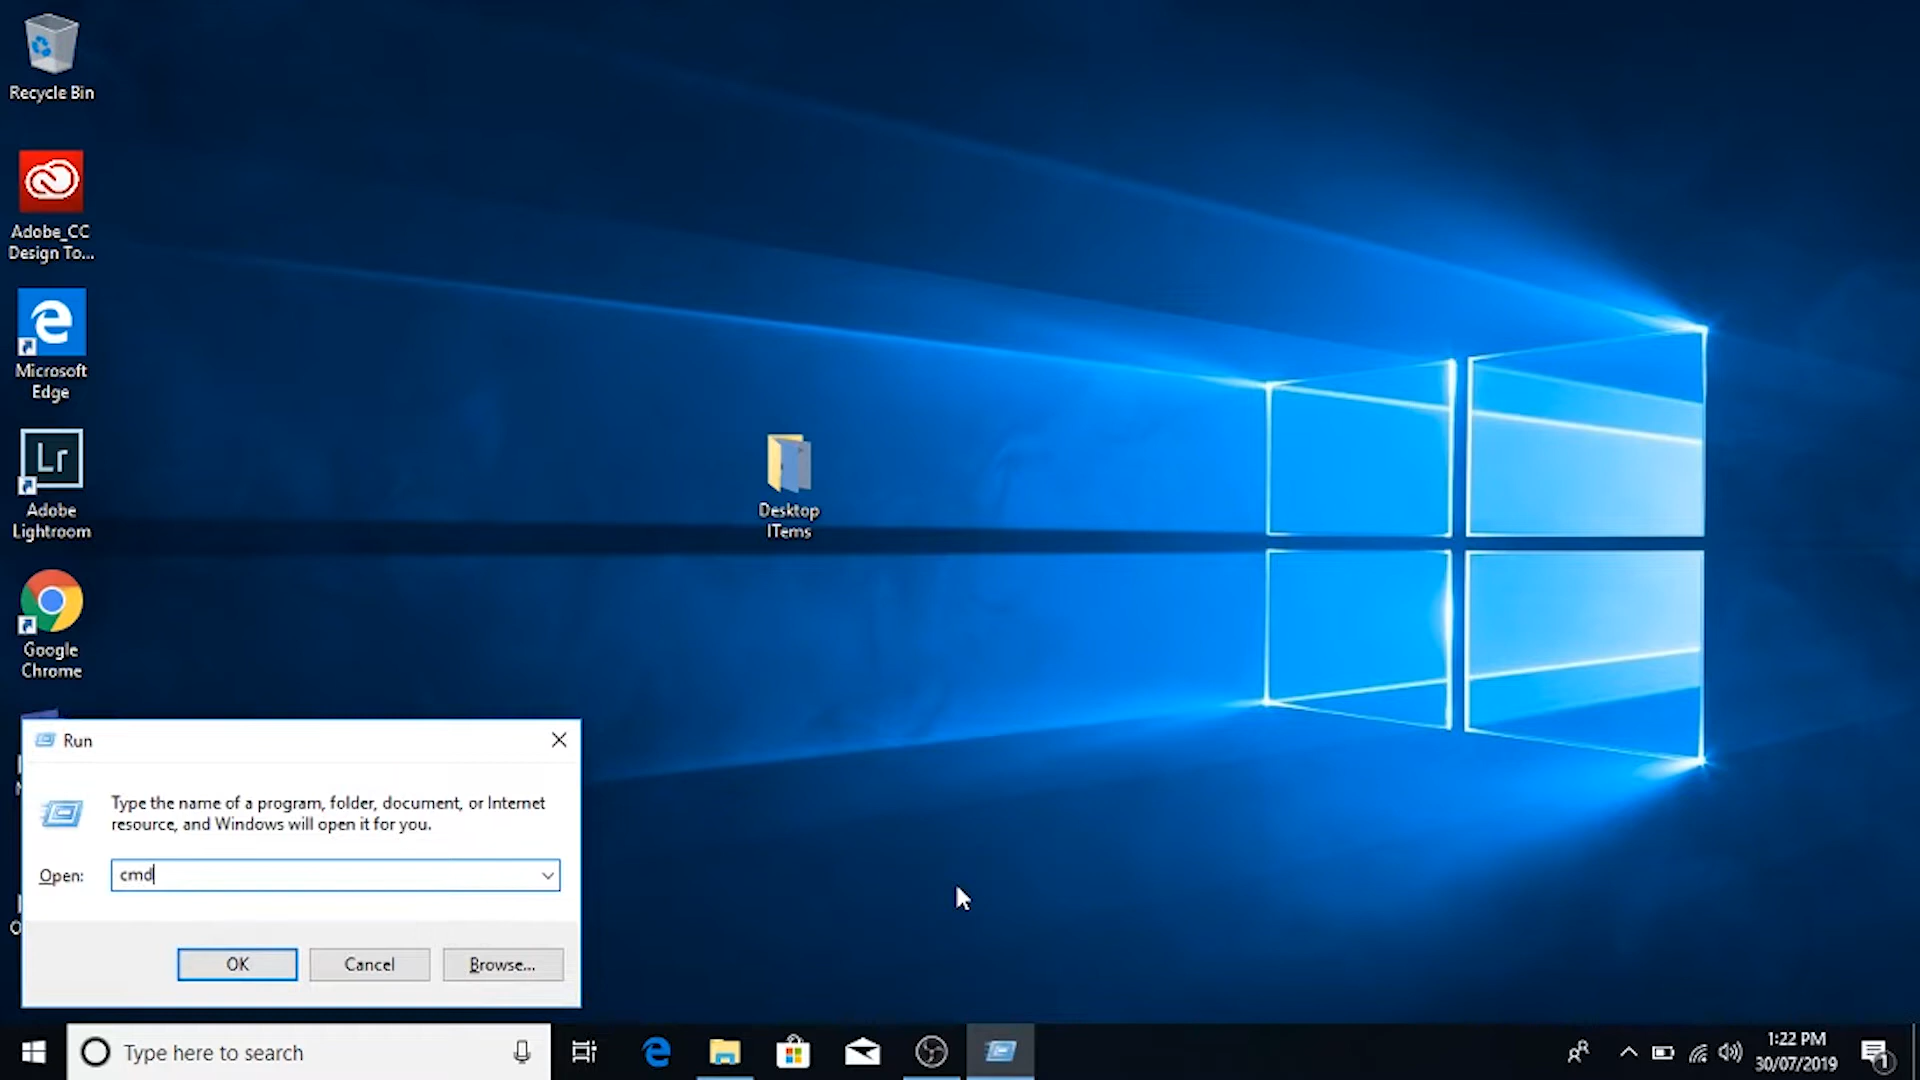 Recycle Bin
Adobe_CC
Design To...
Microsoft
Edge
Lr
Adobe
Lightroom
Google
Chrome
Desktop
ITems
Run
Type the name of a program, folder, document, or Internet
resource, and Windows will open it for you.
Open:
cmd
OK
Cancel
Browse...
Type here to search
1:22 PM
30/07/2019
1